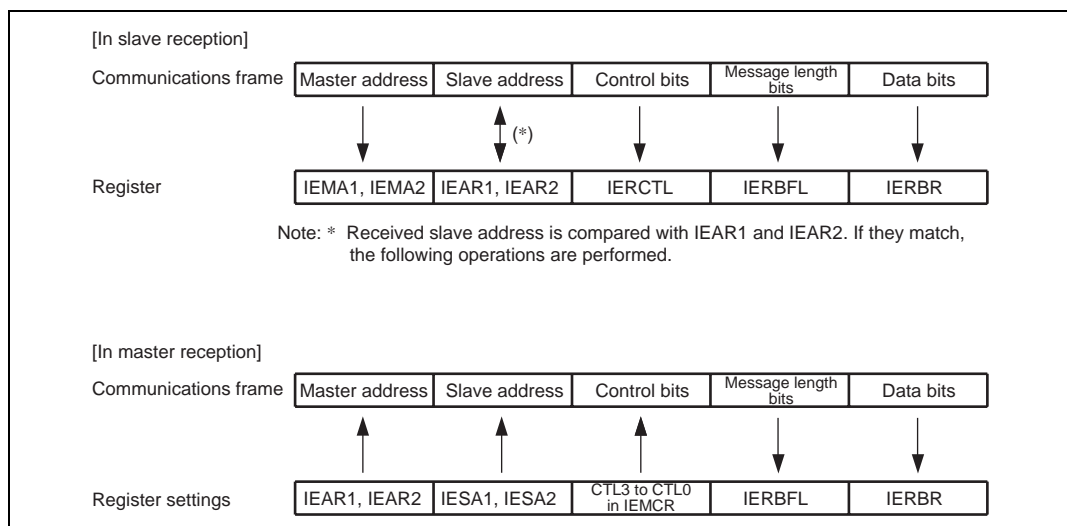 [In slave reception]
Communications frame Master address Slave address Control bits Message length bits Data bits
(*)
Register IEMA1, IEMA2 IEAR1, IEAR2 IERCTL IERBFL IERBR
Note: * Received slave address is compared with IEAR1 and IEAR2. If they match,
the following operations are performed.
[In master reception]
Communications frame Master address Slave address Control bits Message length bits Data bits
Register settings IEAR1, IEAR2 IESA1, IESA2 CTL3 to CTL0 in IEMCR IERBFL IERBR